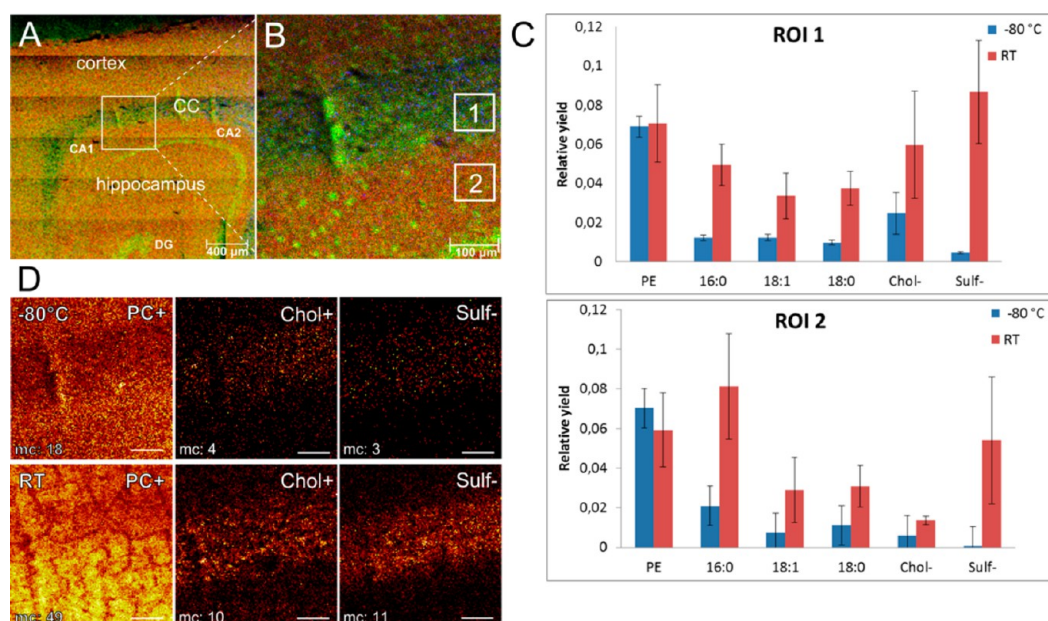 A
cortex
CC
CA1
CA2
hippocampus
DG
400 µm
B
1
2
100 µm
C
ROI 1
-80 °C
RT
Relative yield
0,12
0,1
0,08
0,06
0,04
0,02
0
PE 16:0 18:1 18:0 Chol- Sulf-
ROI 2
-80 °C
RT
Relative yield
0,12
0,1
0,08
0,06
0,04
0,02
0
PE 16:0 18:1 18:0 Chol- Sulf-
D
-80°C PC+
mc: 18
Chol+
mc: 4
Sulf-
mc: 3
RT PC+
mc: 49
Chol+
mc: 10
Sulf-
mc: 11